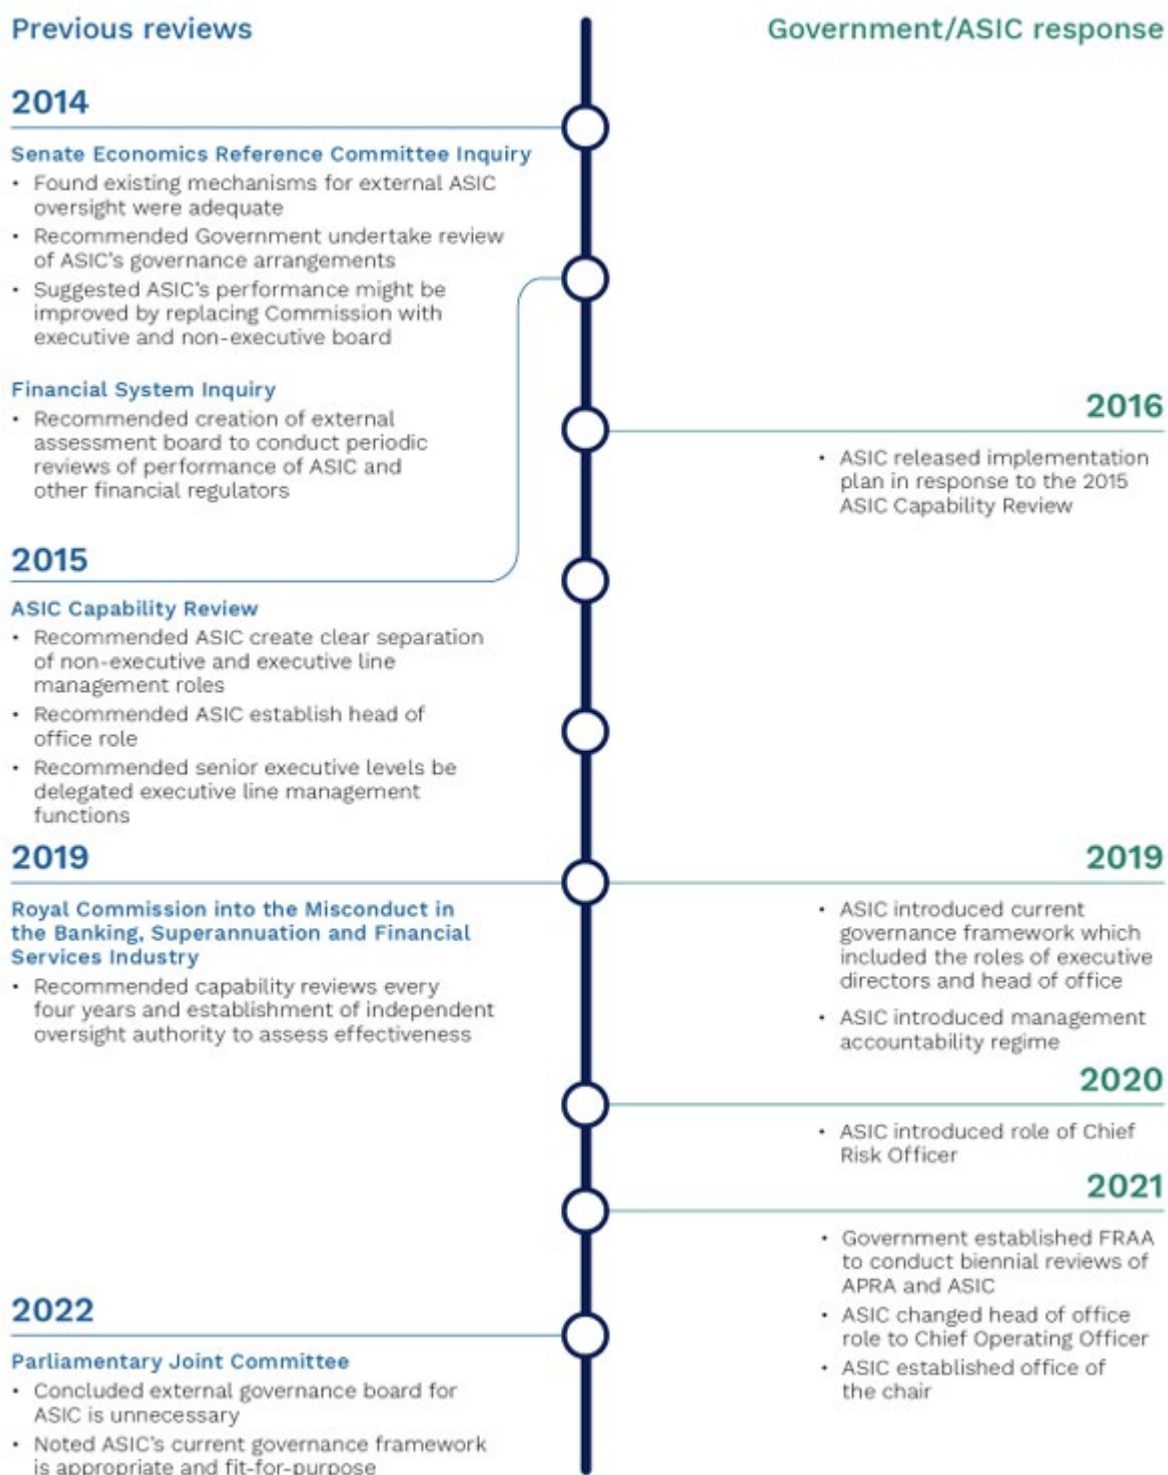 Previous reviews
Government/ASIC response
2014
Senate Economics Reference Committee Inquiry
• Found existing mechanisms for external ASIC
oversight were adequate
• Recommended Government undertake review
of ASIC's governance arrangements
• Suggested ASIC's performance might be
improved by replacing Commission with
executive and non-executive board
Financial System Inquiry
• Recommended creation of external
assessment board to conduct periodic
reviews of performance of ASIC and
other financial regulators
2016
• ASIC released implementation
plan in response to the 2015
ASIC Capability Review
2015
ASIC Capability Review
• Recommended ASIC create clear separation
of non-executive and executive line
management roles
• Recommended ASIC establish head of
office role
• Recommended senior executive levels be
delegated executive line management
functions
2019
Royal Commission into the Misconduct in
the Banking, Superannuation and Financial
Services Industry
• Recommended capability reviews every
four years and establishment of independent
oversight authority to assess effectiveness
2019
• ASIC introduced current
governance framework which
included the roles of executive
directors and head of office
• ASIC introduced management
accountability regime
2020
• ASIC introduced role of Chief
Risk Officer
2021
• Government established FRAA
to conduct biennial reviews of
APRA and ASIC
• ASIC changed head of office
role to Chief Operating Officer
• ASIC established office of
the chair
2022
Parliamentary Joint Committee
• Concluded external governance board for
ASIC is unnecessary
• Noted ASIC's current governance framework
is appropriate and fit-for-purpose